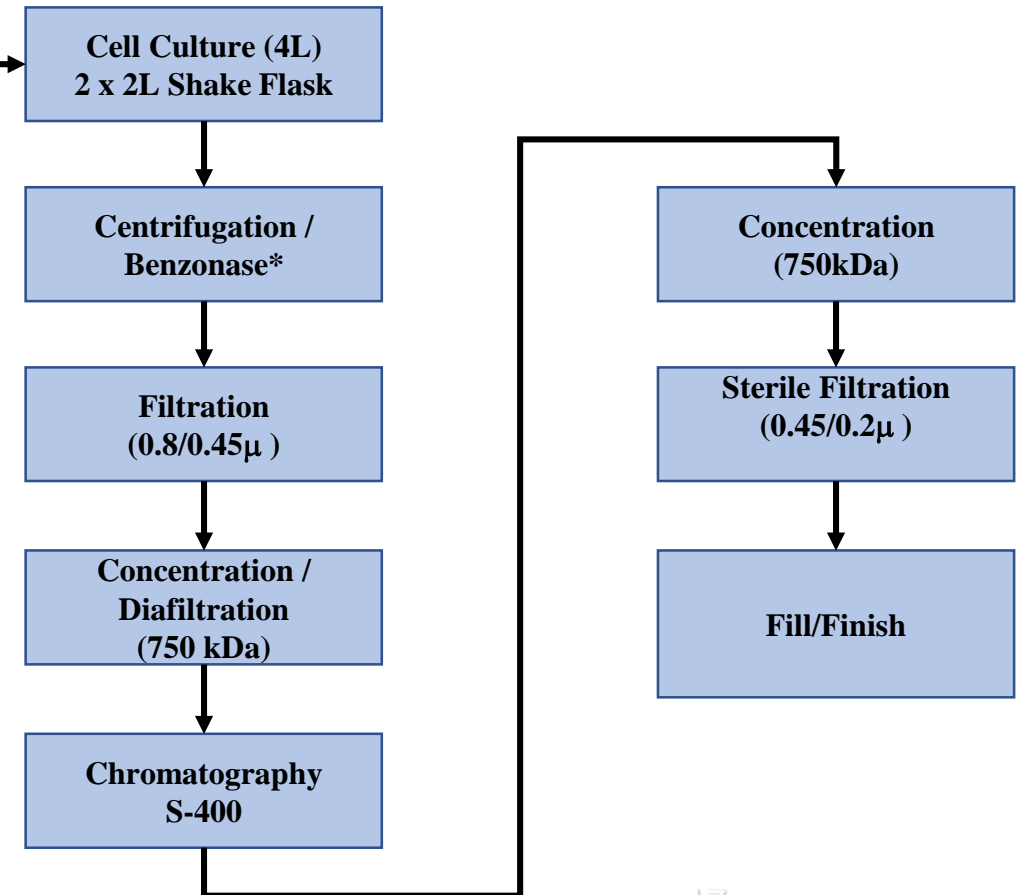 Cell Culture (4L)
2 x 2L Shake Flask
Centrifugation /
Benzonase*
Filtration
(0.8/0.45μ )
Concentration /
Diafiltration
(750 kDa)
Chromatography
S-400
Concentration
(750kDa)
Sterile Filtration
(0.45/0.2μ )
Fill/Finish